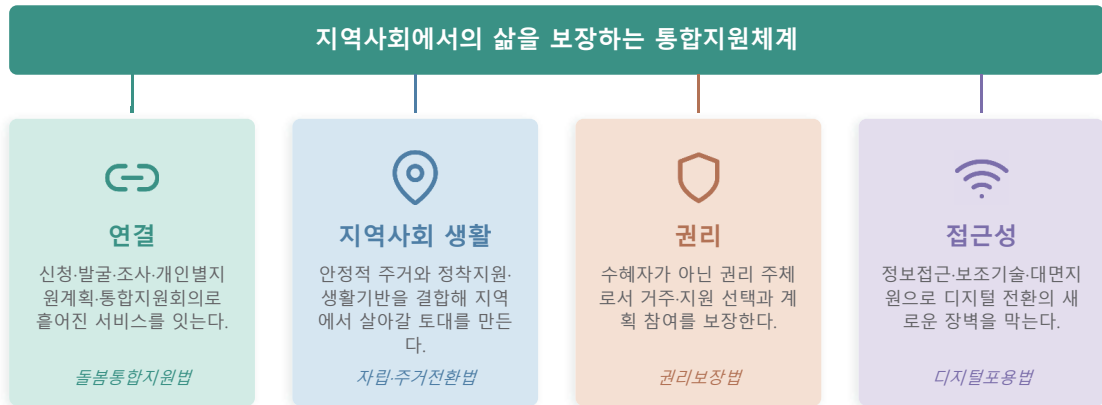 지역사회에서의 삶을 보장하는 통합지원체계
연결
신청·발굴·조사·개인별지
원계획·통합지원회의로
흩어진 서비스를 잇는다.
돌봄통합지원법
지역사회 생활
안정적 주거와 정착지원·
생활기반을 결합해 지역
에서 살아갈 토대를 만든
다.
자립·주거전환법
권리
수혜자가 아닌 권리 주체
로서 거주·지원 선택과 계
획 참여를 보장한다.
권리보장법
접근성
정보접근·보조기술·대면지
원으로 디지털 전환의 새
로운 장벽을 막는다.
디지털포용법